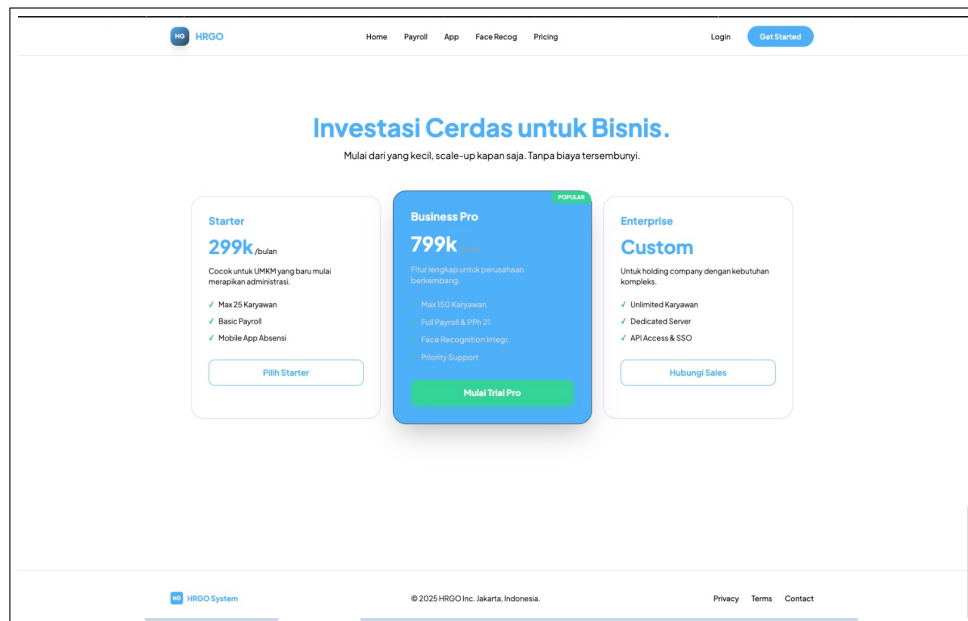 HG HRGO
Home Payroll App Face Recog Pricing
Login Get Started
Investasi Cerdas untuk Bisnis.
Mulai dari yang kecil, scale-up kapan saja. Tanpa biaya tersembunyi.
Starter
299k /bulan
Cocok untuk UMKM yang baru mulai
merapikan administrasi.
✓ Max 25 Karyawan
✓ Basic Payroll
✓ Mobile App Absensi
Pilih Starter
POPULAR
Business Pro
799k
Fitur lengkap untuk perusahaan
berkembang.
✓ Max 150 Karyawan
✓ Full Payroll & PPh 21
✓ Face Recognition Integr.
✓ Priority Support
Mulai Trial Pro
Enterprise
Custom
Untuk holding company dengan kebutuhan
kompleks.
✓ Unlimited Karyawan
✓ Dedicated Server
✓ API Access & SSO
Hubungi Sales
HG HRGO System
© 2025 HRGO Inc. Jakarta, Indonesia.
Privacy Terms Contact